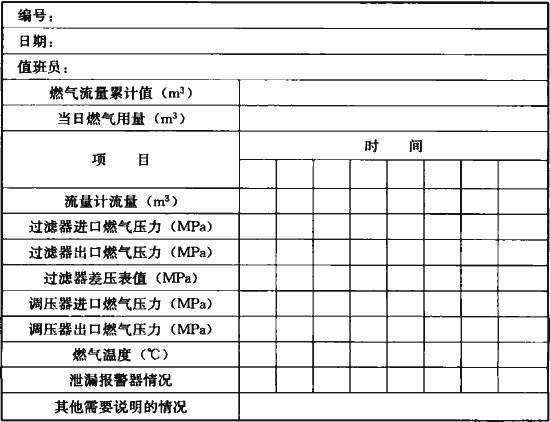 编号：
日期：
值班员：
燃气流量累计值（m³）
当日燃气用量（m³）
项 目
时 间
流量计流量（m³）
过滤器进口燃气压力（MPa）
过滤器出口燃气压力（MPa）
过滤器差压表值（MPa）
调压器进口燃气压力（MPa）
调压器出口燃气压力（MPa）
燃气温度（℃）
泄漏报警器情况
其他需要说明的情况